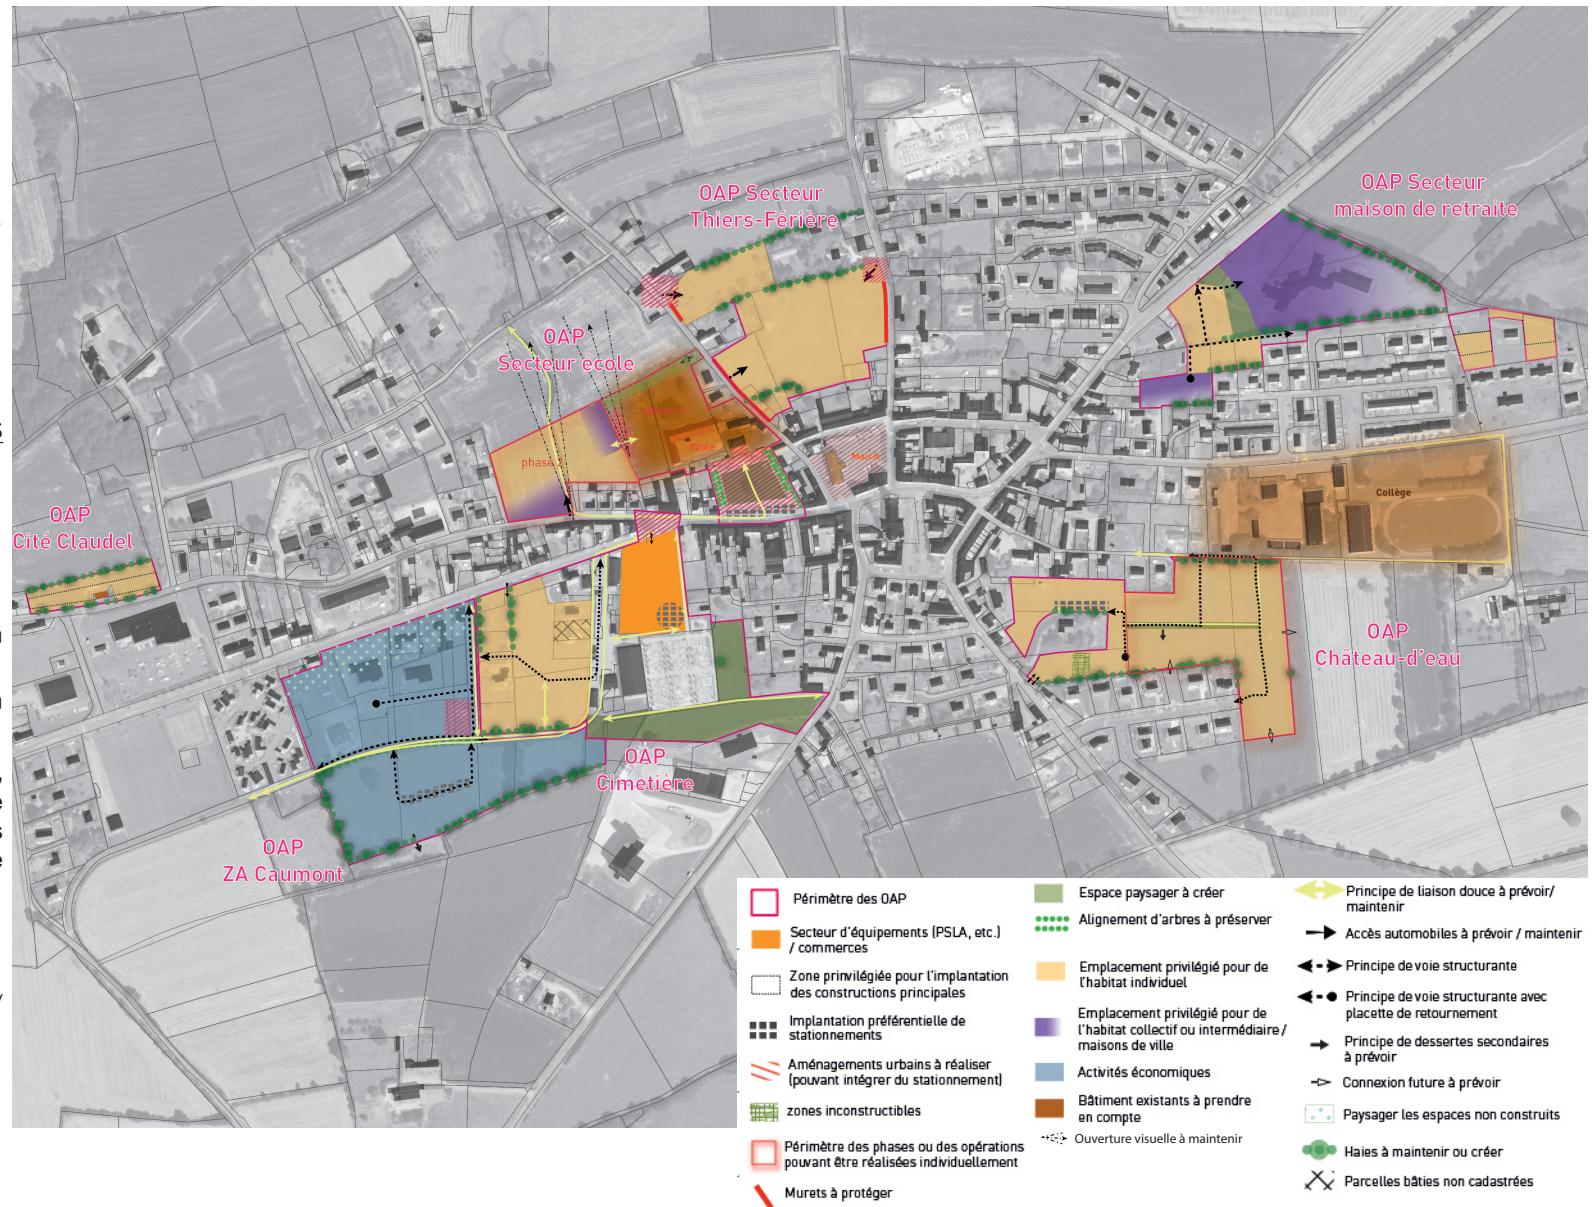 OAP Secteur
Thiers-Férière
OAP Secteur
maison de retraite
OAP
Secteur école
phase
Ecole
Mairie
Collège
OAP
Cité Claudel
OAP
Château-d'eau
OAP
Cimetière
OAP
ZA Caumont
Périmètre des OAP
Secteur d'équipements (PSLA, etc.)
/ commerces
Zone prinvilégiée pour l'implantation
des constructions principales
Implantation préférentielle de
stationnements
Aménagements urbains à réaliser
(pouvant intégrer du stationnement)
zones inconstructibles
Périmètre des phases ou des opérations
pouvant être réalisées individuellement
Murets à protéger
Espace paysager à créer
Alignement d'arbres à préserver
Emplacement privilégié pour de
l'habitat individuel
Emplacement privilégié pour de
l'habitat collectif ou intermédiaire /
maisons de ville
Activités économiques
Bâtiment existants à prendre
en compte
Ouverture visuelle à maintenir
Principe de liaison douce à prévoir/
maintenir
Accès automobiles à prévoir / maintenir
Principe de voie structurante
Principe de voie structurante avec
placette de retournement
Principe de dessertes secondaires
à prévoir
Connexion future à prévoir
Paysager les espaces non construits
Haies à maintenir ou créer
Parcelles bâties non cadastrées